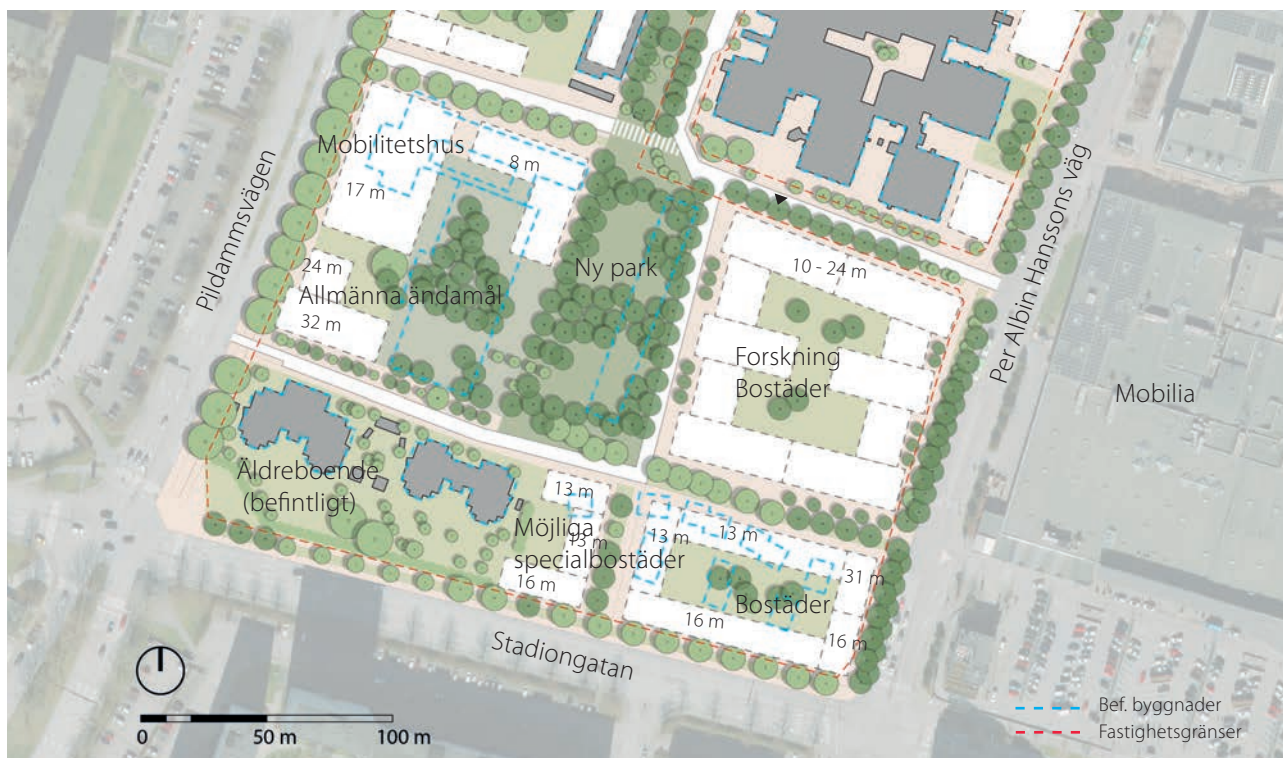 Mobilitetshus
8 m
17 m
Pildammsvägen
Ny park
24 m
Allmänna ändamål
32 m
10 - 24 m
Forskning
Bostäder
Per Albin Hanssons väg
Mobilia
Äldreboende
(befintligt)
13 m
Möjliga
13 m
specialbostäder
16 m
13 m
13 m
31 m
Bostäder
16 m
16 m
Stadiongatan
0
50 m
100 m
Bef. byggnader
Fastighetsgränser